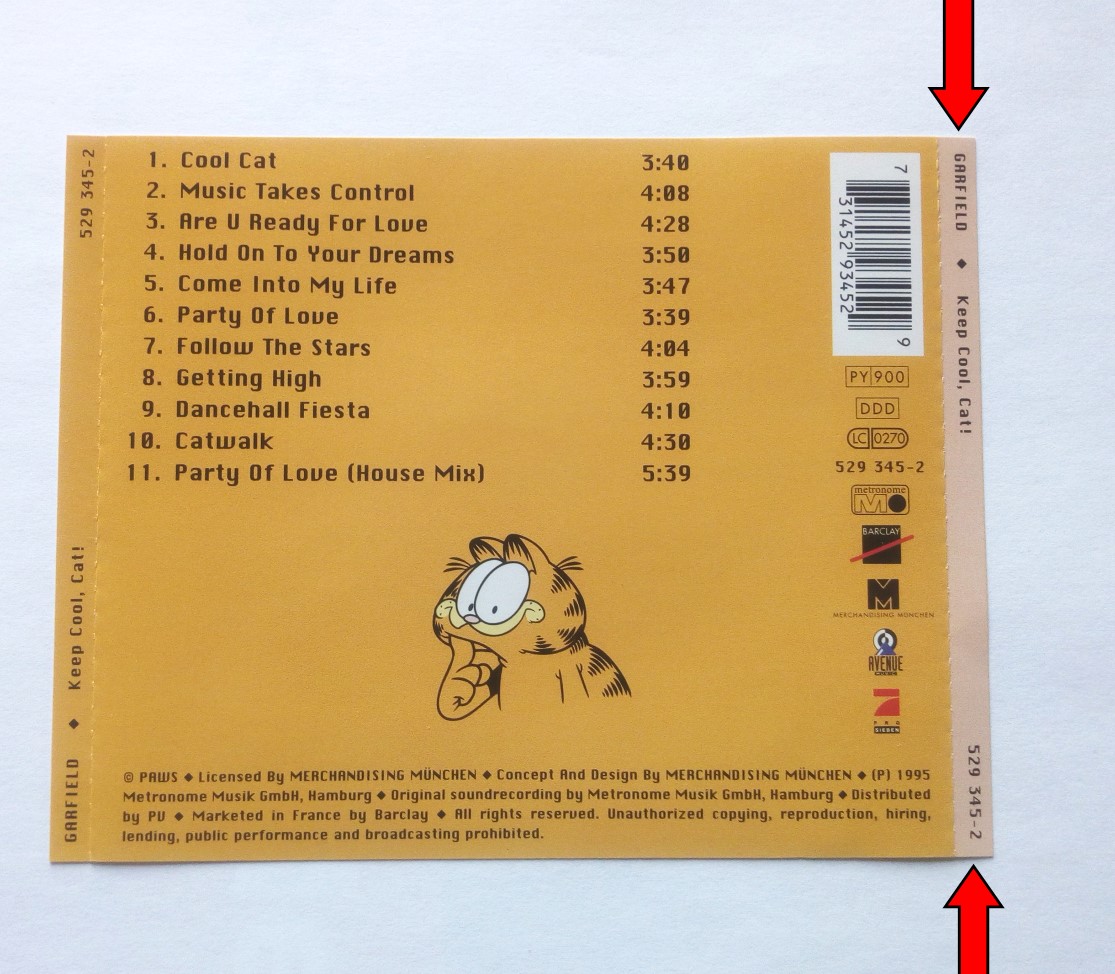 529 345-2
GARFIELD ◆ Keep Cool, Cat!
1. Cool Cat 3:40
2. Music Takes Control 4:08
3. Are U Ready For Love 4:28
4. Hold On To Your Dreams 3:50
5. Come Into My Life 3:47
6. Party Of Love 3:39
7. Follow The Stars 4:04
8. Getting High 3:59
9. Dancehall Fiesta 4:10
10. Catwalk 4:30
11. Party Of Love (House Mix) 5:39
7 31452 93452 9
PY 900
DDD
LC 0270
529 345-2
metronome
MO
BARCLAY
M
MERCHANDISING MÜNCHEN
AVENUE
PRO
SIEBEN
© PAWS ◆ Licensed By MERCHANDISING MÜNCHEN ◆ Concept And Design By MERCHANDISING MÜNCHEN ◆ (P) 1995
Metronome Musik GmbH, Hamburg ◆ Original soundrecording by Metronome Musik GmbH, Hamburg ◆ Distributed
by PV ◆ Marketed in France by Barclay ◆ All rights reserved. Unauthorized copying, reproduction, hiring,
lending, public performance and broadcasting prohibited.
GARFIELD ◆ Keep Cool, Cat!
529 345-2